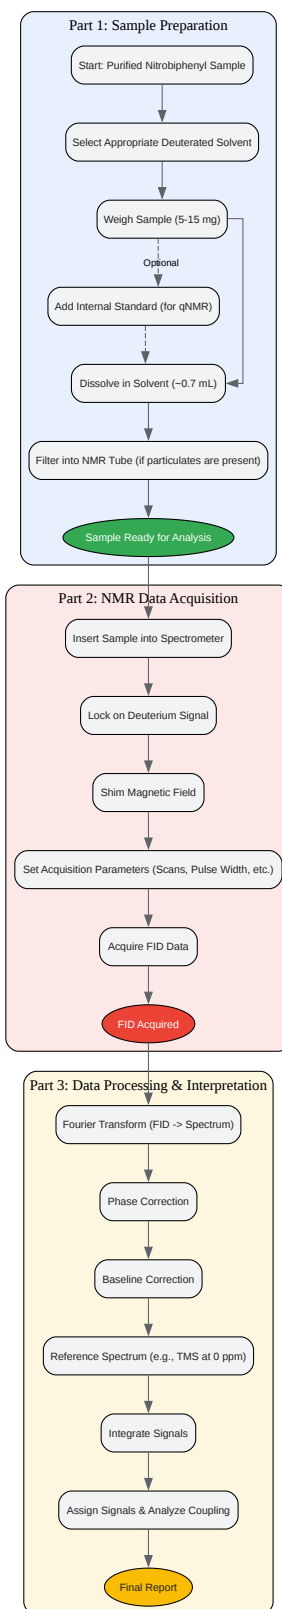 Part 1: Sample Preparation
Start: Purified Nitrobiphenyl Sample
Select Appropriate Deuterated Solvent
Weigh Sample (5-15 mg)
Optional
Add Internal Standard (for qNMR)
Dissolve in Solvent (~0.7 mL)
Filter into NMR Tube (if particulates are present)
Sample Ready for Analysis
Part 2: NMR Data Acquisition
Insert Sample into Spectrometer
Lock on Deuterium Signal
Shim Magnetic Field
Set Acquisition Parameters (Scans, Pulse Width, etc.)
Acquire FID Data
FID Acquired
Part 3: Data Processing & Interpretation
Fourier Transform (FID -> Spectrum)
Phase Correction
Baseline Correction
Reference Spectrum (e.g., TMS at 0 ppm)
Integrate Signals
Assign Signals & Analyze Coupling
Final Report